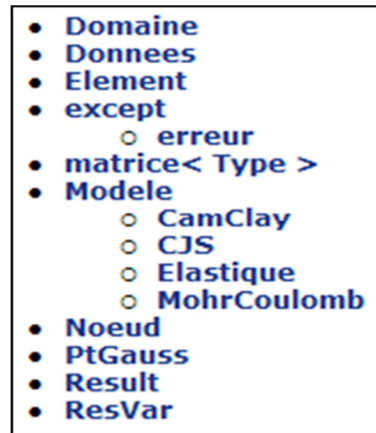 Domaine
Donnees
Element
except
erreur
matrice< Type >
Modele
CamClay
CJS
Elastique
MohrCoulomb
Noeud
PtGauss
Result
ResVar